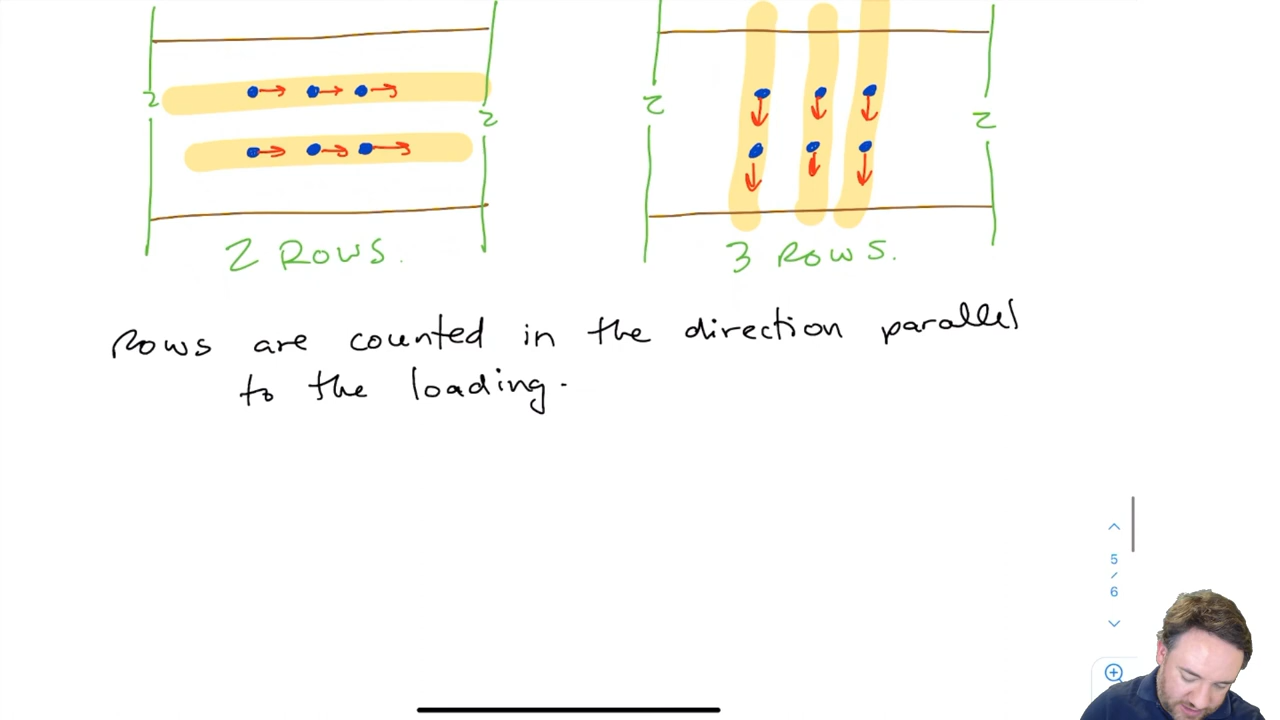 2 ROWS.
3 ROWS.
Rows are counted in the direction parallel
to the loading.
5
/
6